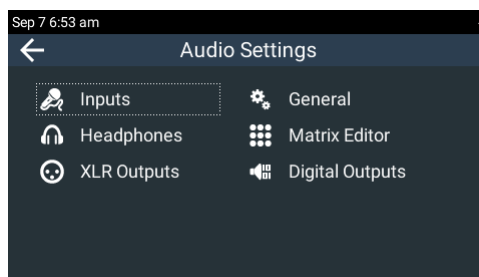 Sep 7 6:53 am
Audio Settings
Inputs
General
Headphones
Matrix Editor
XLR Outputs
Digital Outputs